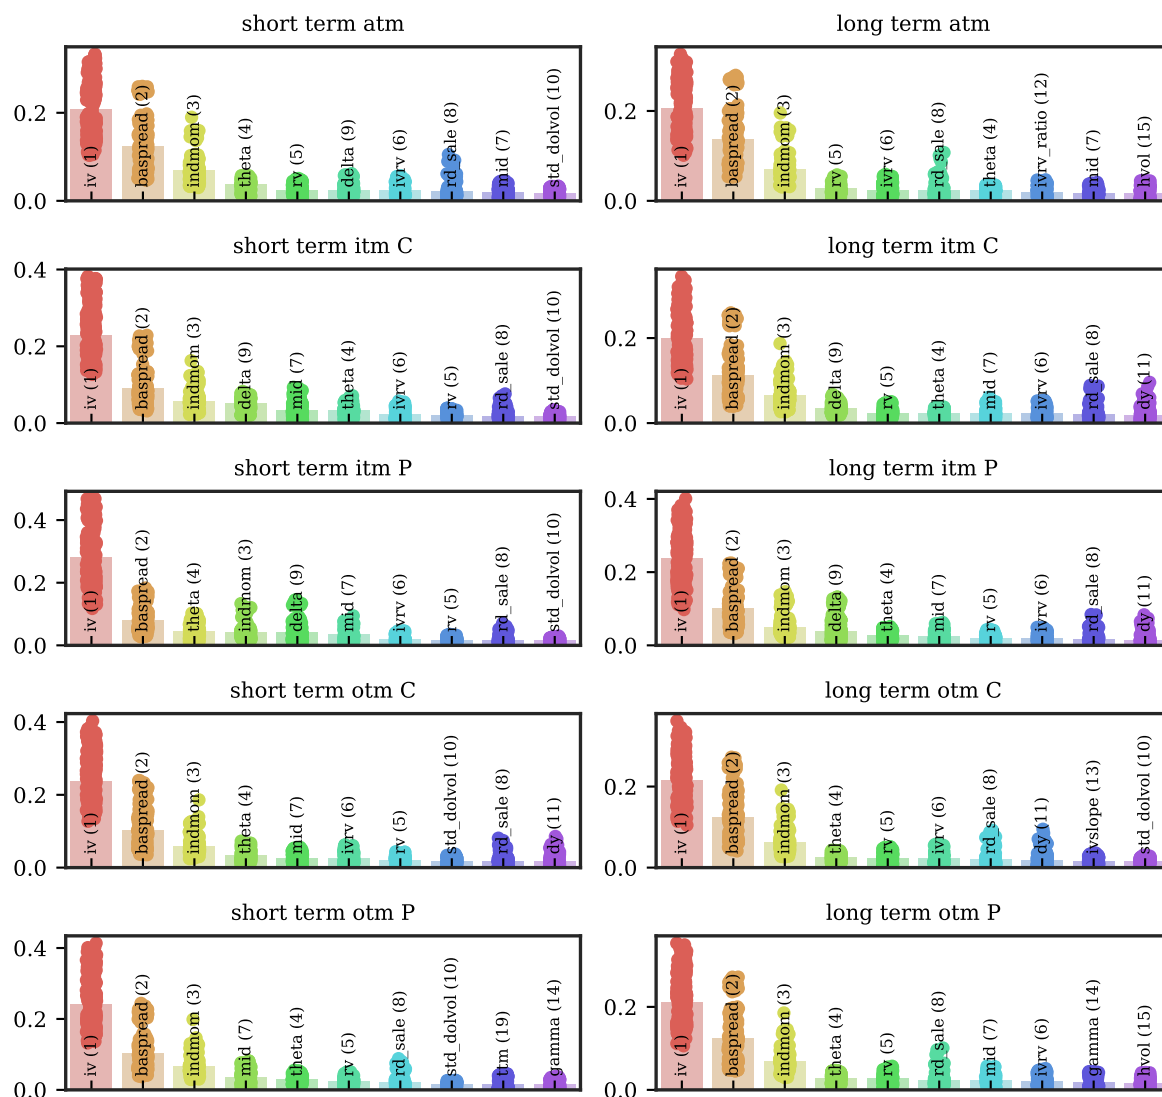 short term atm
0.2
0.0
iv (1)
baspread (2)
indmom (3)
theta (4)
rv (5)
delta (9)
ivrv (6)
rd_sale (8)
mid (7)
std_dolvol (10)
long term atm
0.2
0.0
iv (1)
baspread (2)
indmom (3)
rv (5)
ivrv (6)
rd_sale (8)
theta (4)
ivrv_ratio (12)
mid (7)
hvol (15)
short term itm C
0.4
0.2
0.0
iv (1)
baspread (2)
indmom (3)
delta (9)
mid (7)
theta (4)
ivrv (6)
rv (5)
rd_sale (8)
std_dolvol (10)
long term itm C
0.2
0.0
iv (1)
baspread (2)
indmom (3)
delta (9)
rv (5)
theta (4)
mid (7)
ivrv (6)
rd_sale (8)
dy (11)
short term itm P
0.4
0.2
0.0
iv (1)
baspread (2)
theta (4)
indmom (3)
delta (9)
mid (7)
ivrv (6)
rv (5)
rd_sale (8)
std_dolvol (10)
long term itm P
0.4
0.2
0.0
iv (1)
baspread (2)
indmom (3)
delta (9)
theta (4)
mid (7)
rv (5)
ivrv (6)
rd_sale (8)
dy (11)
short term otm C
0.4
0.2
0.0
iv (1)
baspread (2)
indmom (3)
theta (4)
mid (7)
ivrv (6)
rv (5)
std_dolvol (10)
rd_sale (8)
dy (11)
long term otm C
0.2
0.0
iv (1)
baspread (2)
indmom (3)
theta (4)
rv (5)
ivrv (6)
rd_sale (8)
dy (11)
ivslope (13)
std_dolvol (10)
short term otm P
0.4
0.2
0.0
iv (1)
baspread (2)
indmom (3)
mid (7)
theta (4)
rv (5)
rd_sale (8)
std_dolvol (10)
ttm (19)
gamma (14)
long term otm P
0.2
0.0
iv (1)
baspread (2)
indmom (3)
theta (4)
rv (5)
rd_sale (8)
mid (7)
ivrv (6)
gamma (14)
hvol (15)